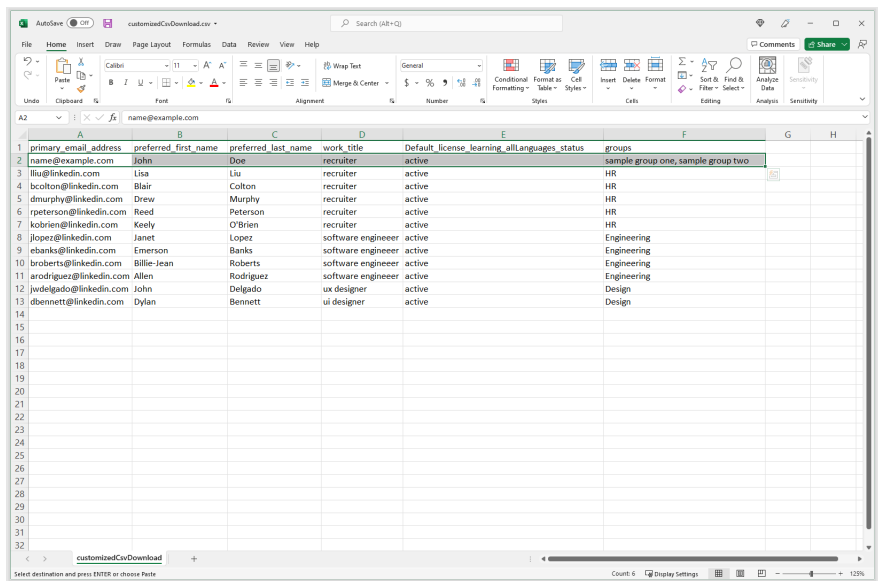 AutoSave Off customizedCsvDownload.csv Search (Alt+Q)
File Home Insert Draw Page Layout Formulas Data Review View Help Comments Share
Paste Calibri 11 A A Wrap Text General Conditional Formatting Format as Table Cell Styles Insert Delete Format Sort & Filter Find & Select Analyze Data Sensitivity
B I U A Merge & Center $ % 9
Undo Clipboard Font Alignment Number Styles Cells Editing Analysis Sensitivity
A2 fx name@example.com
A B C D E F G H
1 primary_email_address preferred_first_name preferred_last_name work_title Default_license_learning_allLanguages_status groups
2 name@example.com John Doe recruiter active sample group one, sample group two
3 lliu@linkedin.com Lisa Liu recruiter active HR
4 bcolton@linkedin.com Blair Colton recruiter active HR
5 dmurphy@linkedin.com Drew Murphy recruiter active HR
6 rpeterson@linkedin.com Reed Peterson recruiter active HR
7 kobrien@linkedin.com Keely O'Brien recruiter active HR
8 jlopez@linkedin.com Janet Lopez software engineeer active Engineering
9 ebanks@linkedin.com Emerson Banks software engineeer active Engineering
10 broberts@linkedin.com Billie-Jean Roberts software engineeer active Engineering
11 arodriguez@linkedin.com Allen Rodriguez software engineeer active Engineering
12 jwdelgado@linkedin.com John Delgado ux designer active Design
13 dbennett@linkedin.com Dylan Bennett ui designer active Design
14
15
16
17
18
19
20
21
22
23
24
25
26
27
28
29
30
31
32
customizedCsvDownload
Select destination and press ENTER or choose Paste Count: 6 Display Settings 125%